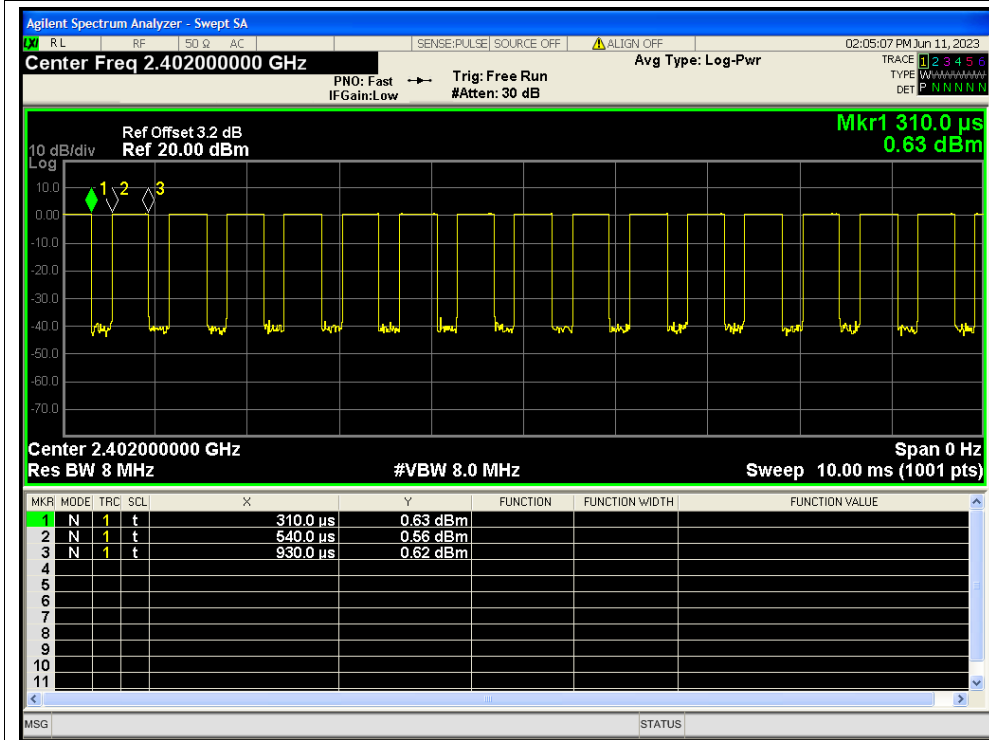 Agilent Spectrum Analyzer - Swept SA
LXI RL RF 50 Ω AC SENSE:PULSE SOURCE OFF ALIGN OFF 02:05:07 PM Jun 11, 2023
Center Freq 2.402000000 GHz
PNO: Fast
IFGain:Low
Trig: Free Run
#Atten: 30 dB
Avg Type: Log-Pwr
TRACE 1 2 3 4 5 6
TYPE W
DET P N N N N N
Mkr1 310.0 µs
0.63 dBm
Ref Offset 3.2 dB
10 dB/div Ref 20.00 dBm
Log
10.0
0.00
-10.0
-20.0
-30.0
-40.0
-50.0
-60.0
-70.0
1 2 3
Center 2.402000000 GHz Span 0 Hz
Res BW 8 MHz #VBW 8.0 MHz Sweep 10.00 ms (1001 pts)
MKR MODE TRC SCL X Y FUNCTION FUNCTION WIDTH FUNCTION VALUE
1 N 1 t 310.0 µs 0.63 dBm
2 N 1 t 540.0 µs 0.56 dBm
3 N 1 t 930.0 µs 0.62 dBm
4
5
6
7
8
9
10
11
MSG STATUS